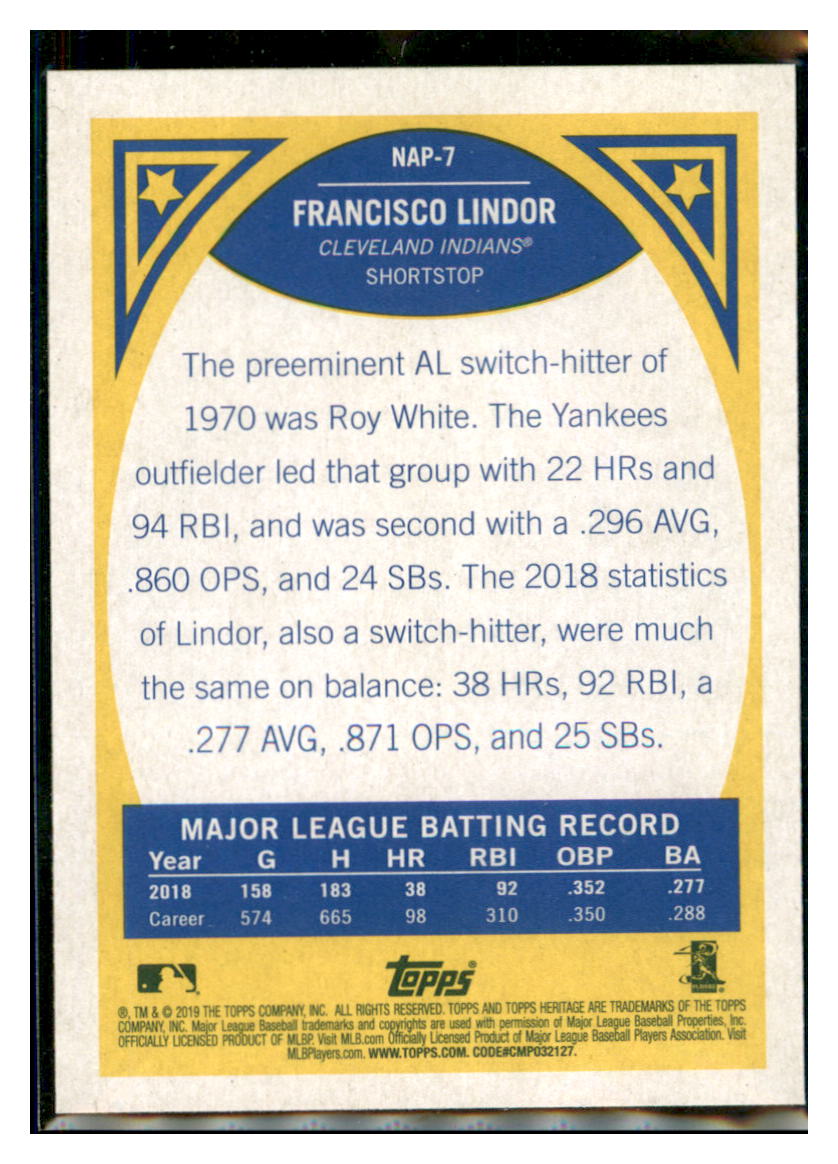 NAP-7
FRANCISCO LINDOR
CLEVELAND INDIANS®
SHORTSTOP
The preeminent AL switch-hitter of
1970 was Roy White. The Yankees
outfielder led that group with 22 HRs and
94 RBI, and was second with a .296 AVG,
.860 OPS, and 24 SBs. The 2018 statistics
of Lindor, also a switch-hitter, were much
the same on balance: 38 HRs, 92 RBI, a
.277 AVG, .871 OPS, and 25 SBs.
MAJOR LEAGUE BATTING RECORD
Year G H HR RBI OBP BA
2018 158 183 38 92 .352 .277
Career 574 665 98 310 .350 .288
topps®
PLAYERS
®, TM & © 2019 THE TOPPS COMPANY, INC. ALL RIGHTS RESERVED. TOPPS AND TOPPS HERITAGE ARE TRADEMARKS OF THE TOPPS
COMPANY, INC. Major League Baseball trademarks and copyrights are used with permission of Major League Baseball Properties, Inc.
OFFICIALLY LICENSED PRODUCT OF MLBP. Visit MLB.com Officially Licensed Product of Major League Baseball Players Association. Visit
MLBPlayers.com. WWW.TOPPS.COM. CODE#CMP032127.